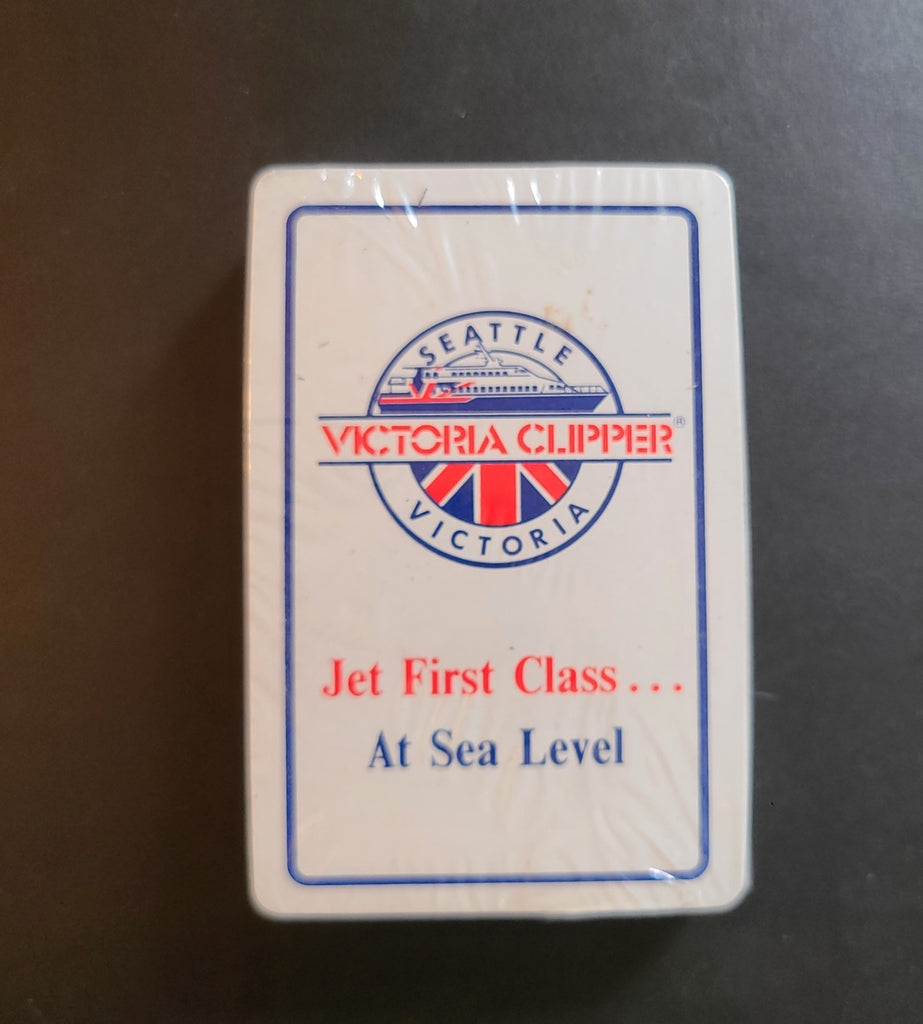 SEATTLE
VICTORIA CLIPPER®
VICTORIA
Jet First Class...
At Sea Level